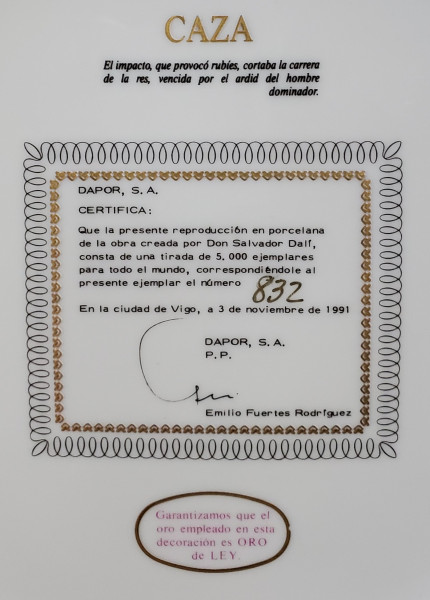 CAZA
El impacto, que provocó rubíes, cortaba la carrera
de la res, vencida por el ardid del hombre
dominador.
DAPOR, S.A.
CERTIFICA:
Que la presente reproducción en porcelana
de la obra creada por Don Salvador Dalí,
consta de una tirada de 5,000 ejemplares
para todo el mundo, correspondiéndole al
presente ejemplar el número 832
En la ciudad de Vigo, a 3 de noviembre de 1991
DAPOR, S.A.
P.P.
Emilio Fuertes Rodríguez
Garantizamos que el
oro empleado en esta
decoración es ORO
de LEY.